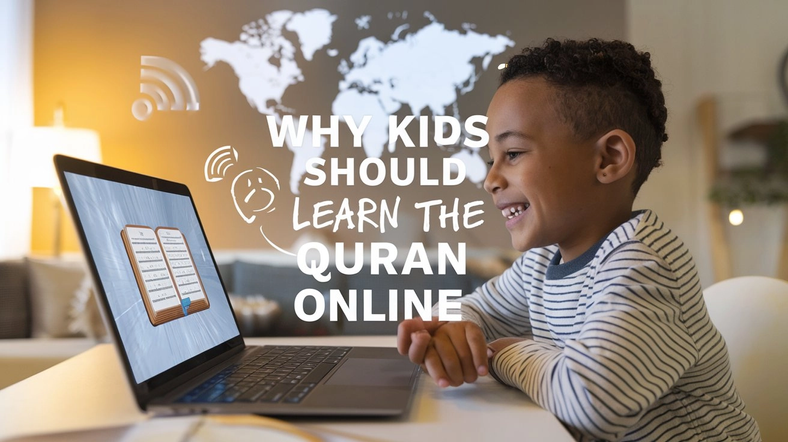 WHY KIDS
SHOULD
LEARN THE
QURAN
ONLINE